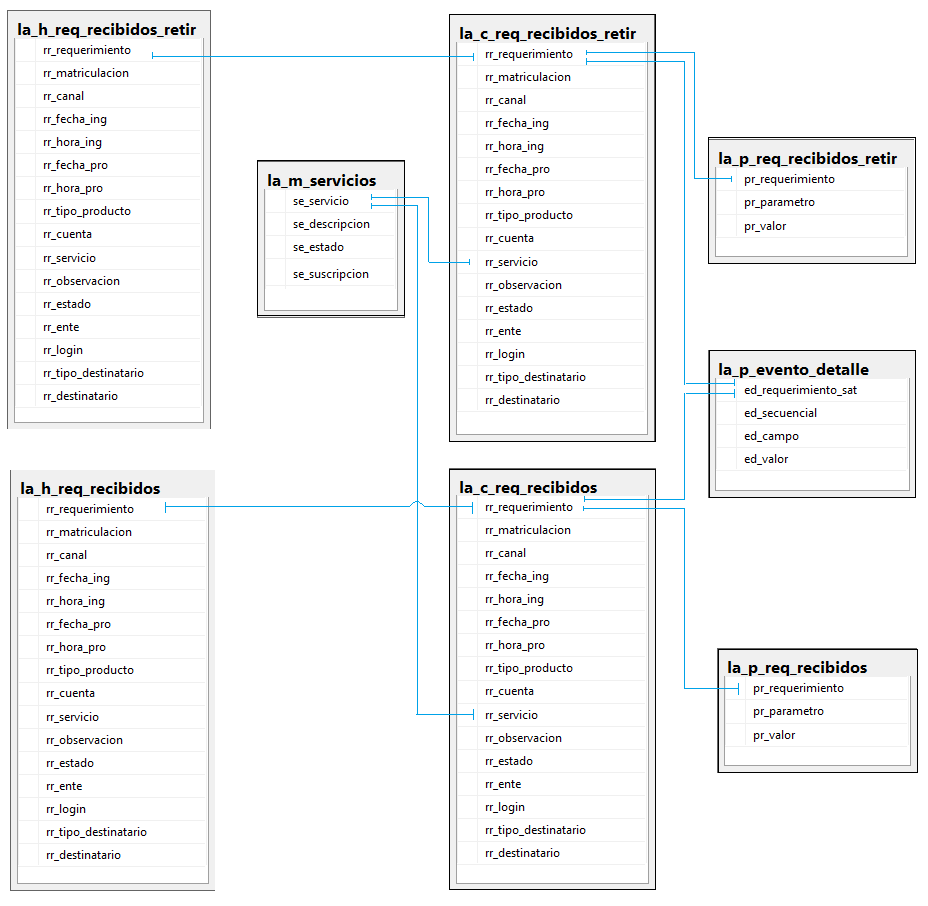 la_h_req_recibidos_retir
rr_requerimiento
rr_matriculacion
rr_canal
rr_fecha_ing
rr_hora_ing
rr_fecha_pro
rr_hora_pro
rr_tipo_producto
rr_cuenta
rr_servicio
rr_observacion
rr_estado
rr_ente
rr_login
rr_tipo_destinatario
rr_destinatario
la_m_servicios
se_servicio
se_descripcion
se_estado
se_suscripcion
la_c_req_recibidos_retir
rr_requerimiento
rr_matriculacion
rr_canal
rr_fecha_ing
rr_hora_ing
rr_fecha_pro
rr_hora_pro
rr_tipo_producto
rr_cuenta
rr_servicio
rr_observacion
rr_estado
rr_ente
rr_login
rr_tipo_destinatario
rr_destinatario
la_p_req_recibidos_retir
pr_requerimiento
pr_parametro
pr_valor
la_p_evento_detalle
ed_requerimiento_sat
ed_secuencial
ed_campo
ed_valor
la_h_req_recibidos
rr_requerimiento
rr_matriculacion
rr_canal
rr_fecha_ing
rr_hora_ing
rr_fecha_pro
rr_hora_pro
rr_tipo_producto
rr_cuenta
rr_servicio
rr_observacion
rr_estado
rr_ente
rr_login
rr_tipo_destinatario
rr_destinatario
la_c_req_recibidos
rr_requerimiento
rr_matriculacion
rr_canal
rr_fecha_ing
rr_hora_ing
rr_fecha_pro
rr_hora_pro
rr_tipo_producto
rr_cuenta
rr_servicio
rr_observacion
rr_estado
rr_ente
rr_login
rr_tipo_destinatario
rr_destinatario
la_p_req_recibidos
pr_requerimiento
pr_parametro
pr_valor